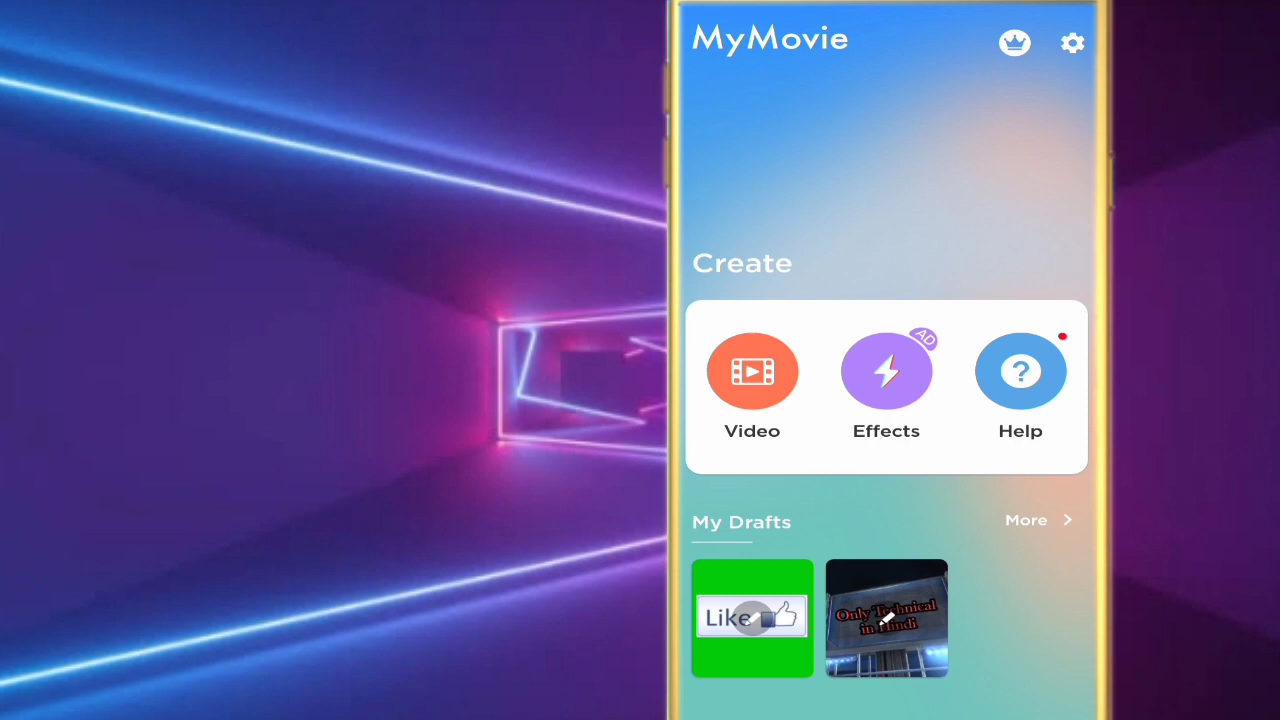 MyMovie
Create
AD
Video
Effects
Help
My Drafts
More
Like
Only Technical
in Hindi